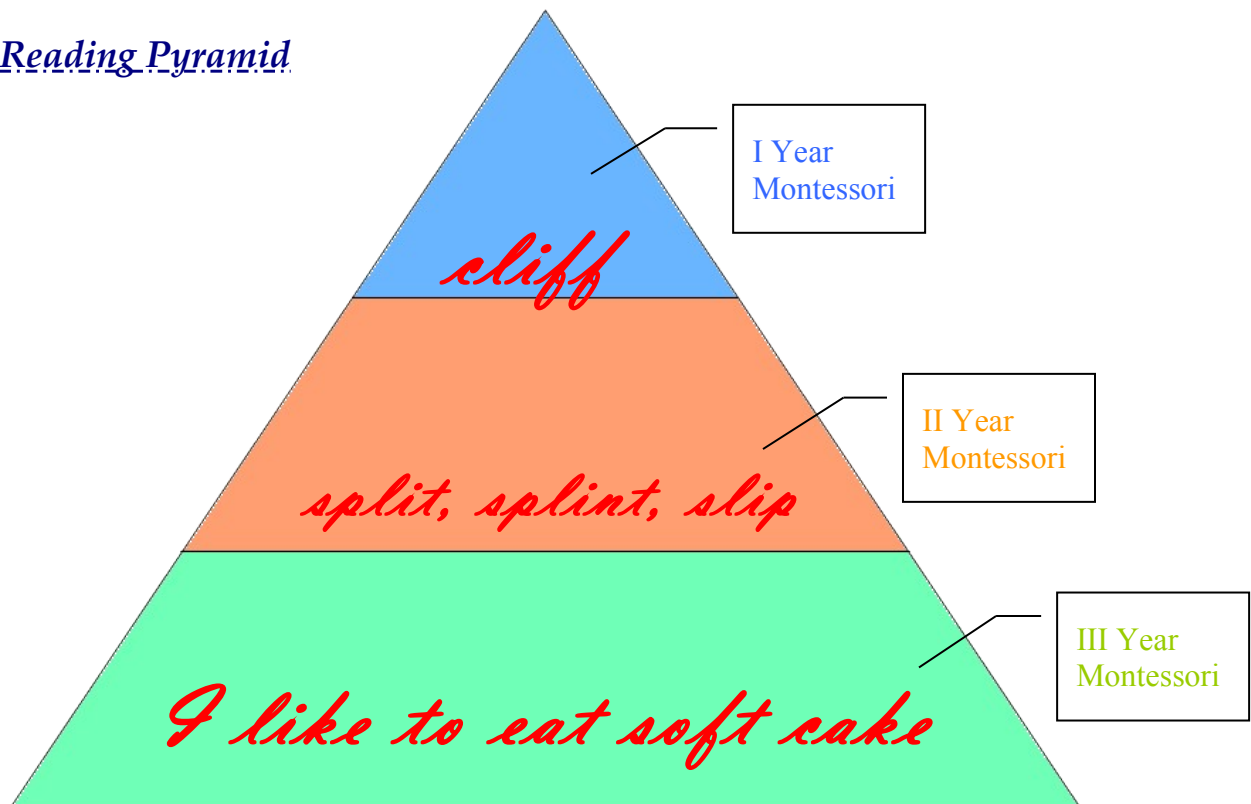 Reading Pyramid
I Year
Montessori
cliff
II Year
Montessori
split, splint, slip
III Year
Montessori
I like to eat soft cake